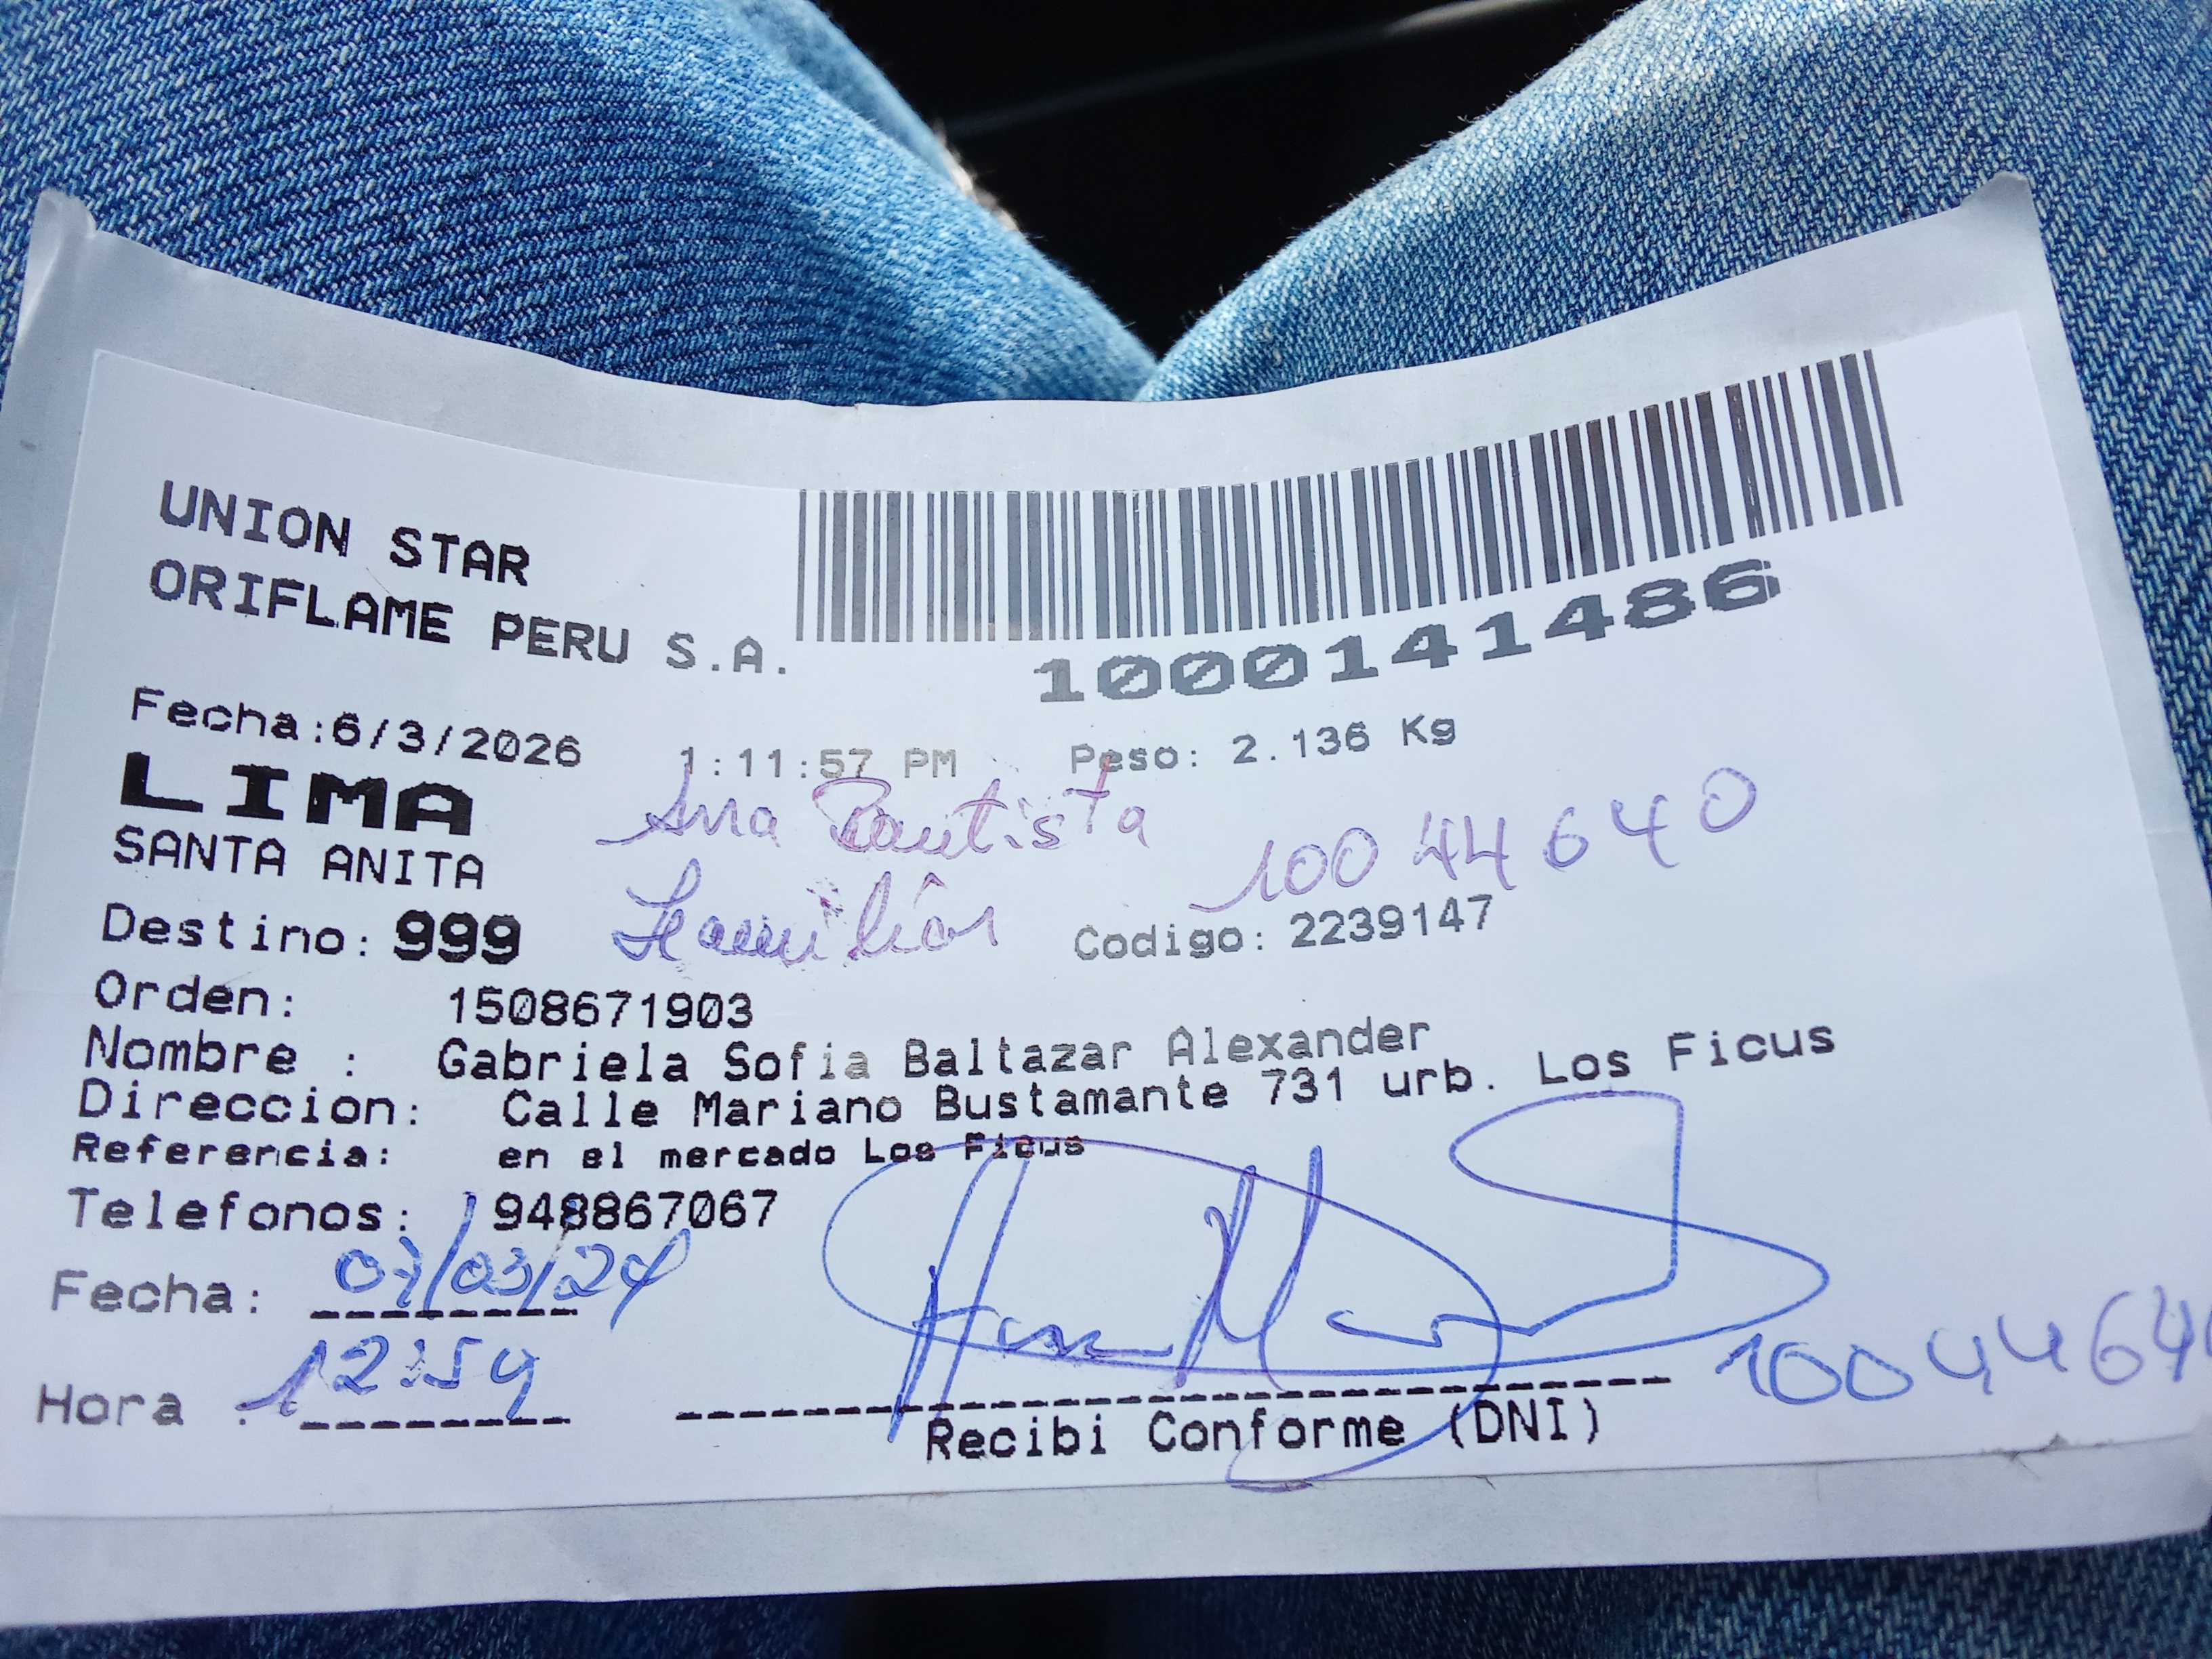 UNION STAR
ORIFLAME PERU S.A.
1000141486
Fecha:6/3/2026 1:11:57 PM Peso: 2.136 Kg
LIMA
SANTA ANITA
Ana Bautista 10044640
Destino: 999 Codigo: 2239147
Orden: 1508671903
Nombre : Gabriela Sofia Baltazar Alexander
Direccion: Calle Mariano Bustamante 731 urb. Los Ficus
Referencia: en el mercado Los Ficus
Telefonos: 948867067
Fecha:
Hora :
Recibi Conforme (DNI)